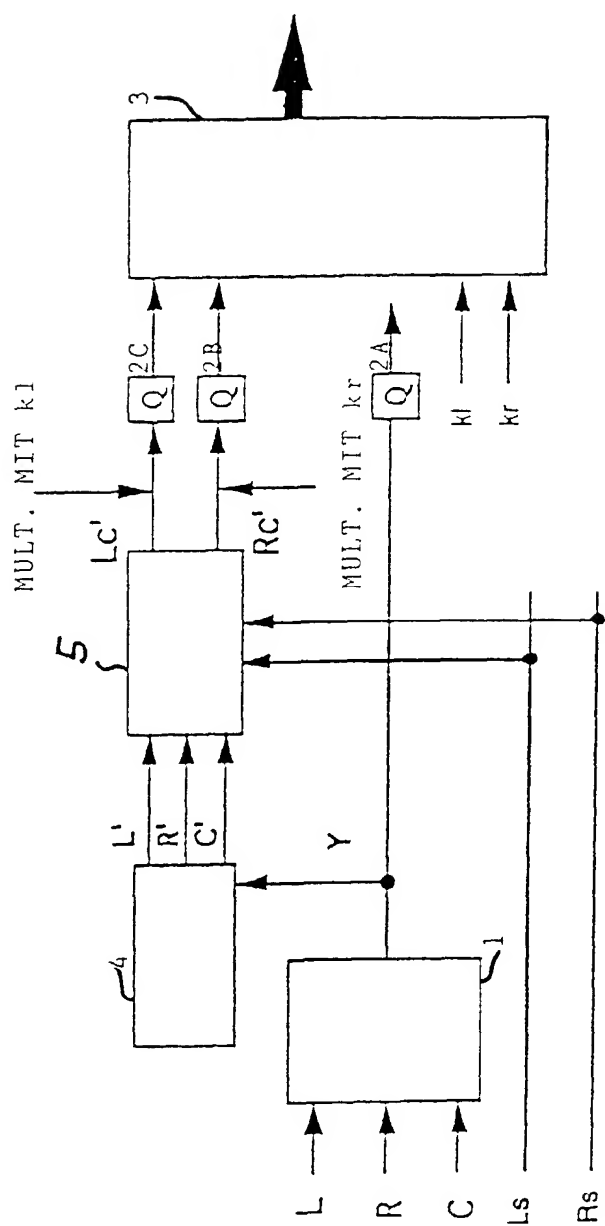 3
MULT. MIT kl
2C
Q
2B
Q
Lc'
Rc'
5
MULT. MIT kr
2A
Q
kl
kr
L'
R'
C'
4
Y
1
L
R
C
Ls
Rs